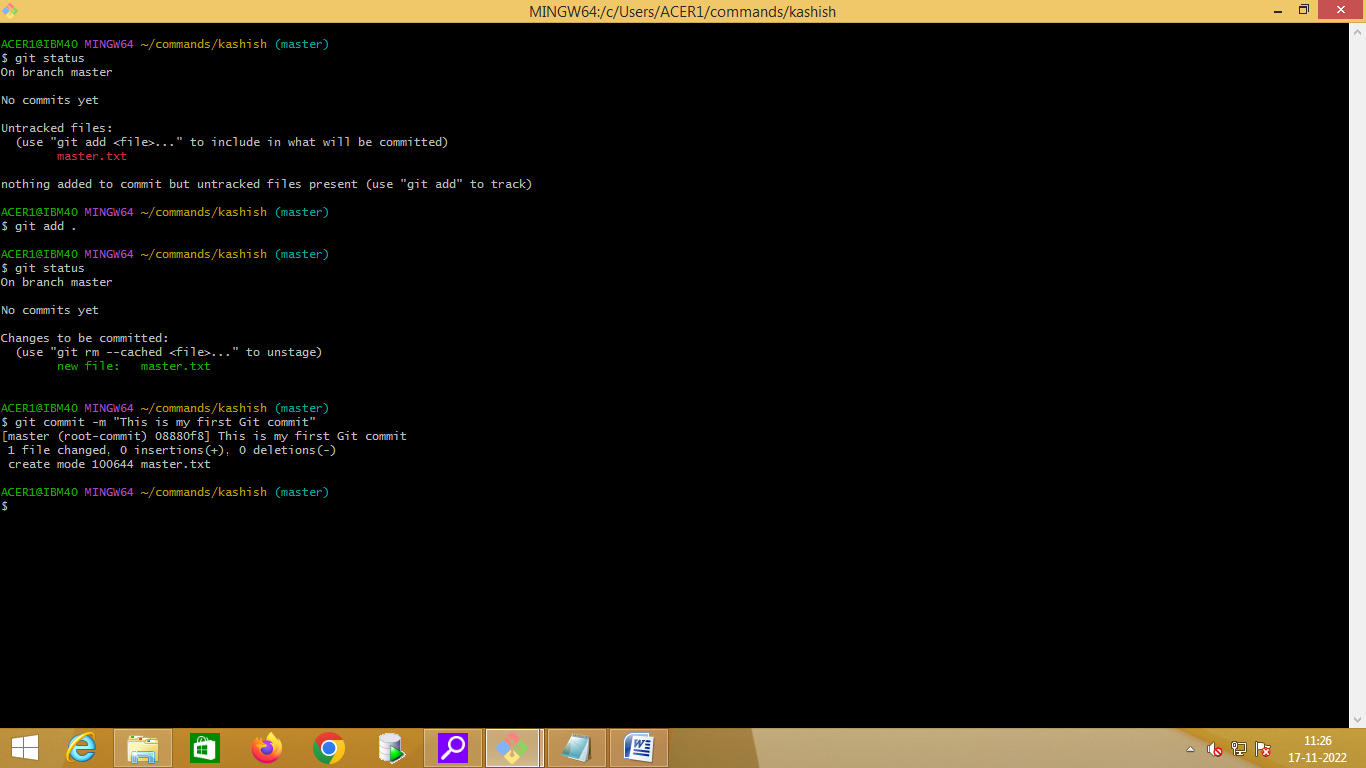 MINGW64:/c/Users/ACER1/commands/kashish
ACER1@IBM40 MINGW64 ~/commands/kashish (master)
$ git status
On branch master
No commits yet
Untracked files:
  (use "git add <file>..." to include in what will be committed)
        master.txt
nothing added to commit but untracked files present (use "git add" to track)
ACER1@IBM40 MINGW64 ~/commands/kashish (master)
$ git add .
ACER1@IBM40 MINGW64 ~/commands/kashish (master)
$ git status
On branch master
No commits yet
Changes to be committed:
  (use "git rm --cached <file>..." to unstage)
        new file:   master.txt
ACER1@IBM40 MINGW64 ~/commands/kashish (master)
$ git commit -m "This is my first Git commit"
[master (root-commit) 08880f8] This is my first Git commit
 1 file changed, 0 insertions(+), 0 deletions(-)
 create mode 100644 master.txt
ACER1@IBM40 MINGW64 ~/commands/kashish (master)
$
11:26
17-11-2022